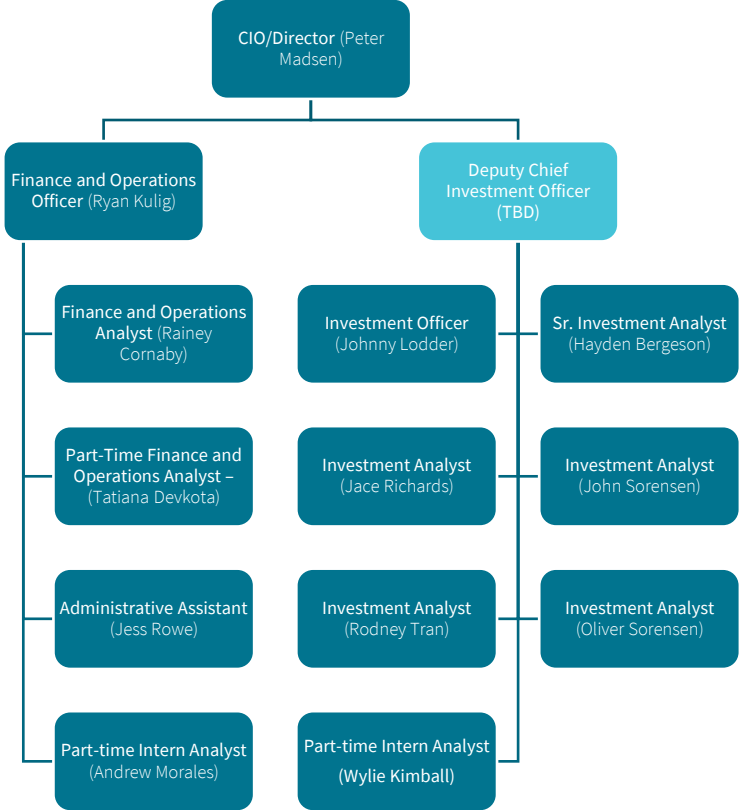 CIO/Director (Peter
Madsen)
Finance and Operations
Officer (Ryan Kulig)
Deputy Chief
Investment Officer
(TBD)
Finance and Operations
Analyst (Rainey
Cornaby)
Investment Officer
(Johnny Lodder)
Sr. Investment Analyst
(Hayden Bergeson)
Part-Time Finance and
Operations Analyst –
(Tatiana Devkota)
Investment Analyst
(Jace Richards)
Investment Analyst
(John Sorensen)
Administrative Assistant
(Jess Rowe)
Investment Analyst
(Rodney Tran)
Investment Analyst
(Oliver Sorensen)
Part-time Intern Analyst
(Andrew Morales)
Part-time Intern Analyst
(Wylie Kimball)